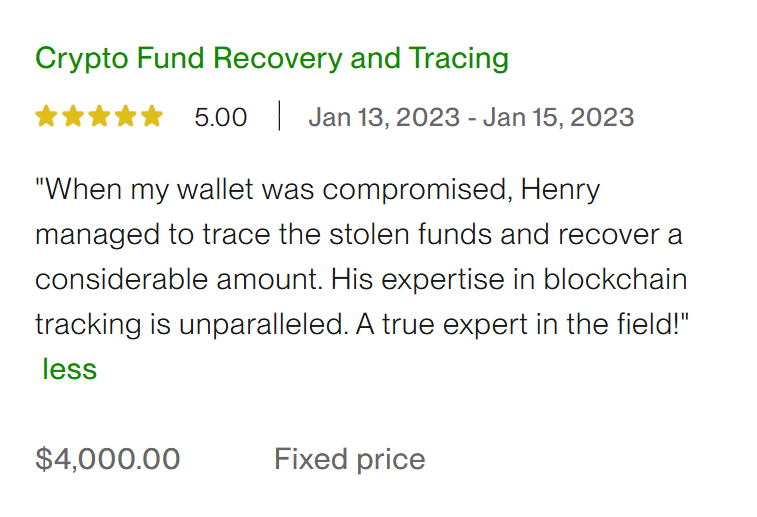 Crypto Fund Recovery and Tracing
5.00 | Jan 13, 2023 - Jan 15, 2023
"When my wallet was compromised, Henry
managed to trace the stolen funds and recover a
considerable amount. His expertise in blockchain
tracking is unparalleled. A true expert in the field!"
less
$4,000.00 Fixed price